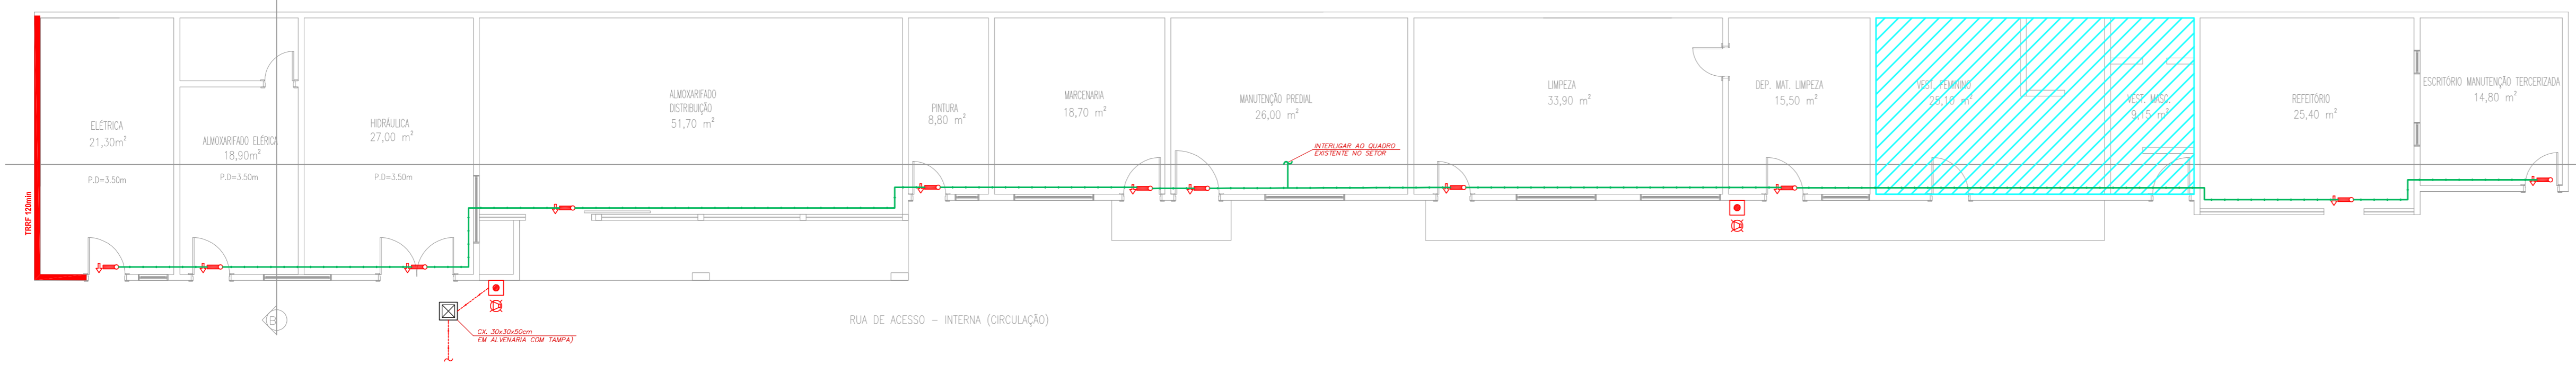 TRRF 120min
ELÉTRICA
21,30m²
P.D=3.50m
ALMOXARIFADO ELÉRICA
18,90m²
P.D=3.50m
HIDRÁULICA
27,00 m²
P.D=3.50m
ALMOXARIFADO
DISTRIBUIÇÃO
51,70 m²
PINTURA
8,80 m²
MARCENARIA
18,70 m²
MANUTENÇÃO PREDIAL
26,00 m²
INTERLIGAR AO QUADRO
EXISTENTE NO SETOR
LIMPEZA
33,90 m²
DEP. MAT. LIMPEZA
15,50 m²
VEST. FEMININO
25,10 m²
VEST. MASC.
9,15 m²
REFEITÓRIO
25,40 m²
ESCRITÓRIO MANUTENÇÃO TERCERIZADA
14,80 m²
B
CX. 30x30x50cm
EM ALVENARIA COM TAMPA)
RUA DE ACESSO - INTERNA (CIRCULAÇÃO)